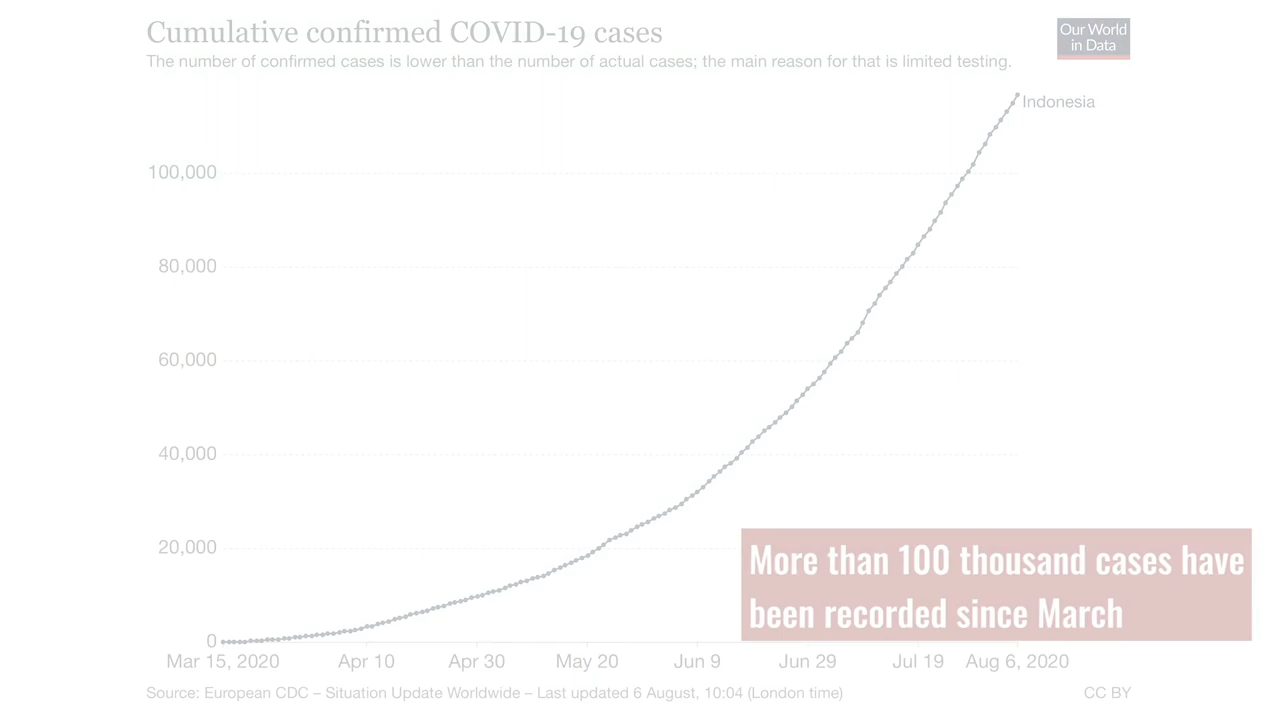 Cumulative confirmed COVID-19 cases
Our World
in Data
The number of confirmed cases is lower than the number of actual cases; the main reason for that is limited testing.
Indonesia
100,000
80,000
60,000
40,000
20,000
0
More than 100 thousand cases have
been recorded since March
Mar 15, 2020 Apr 10 Apr 30 May 20 Jun 9 Jun 29 Jul 19 Aug 6, 2020
Source: European CDC – Situation Update Worldwide – Last updated 6 August, 10:04 (London time) CC BY